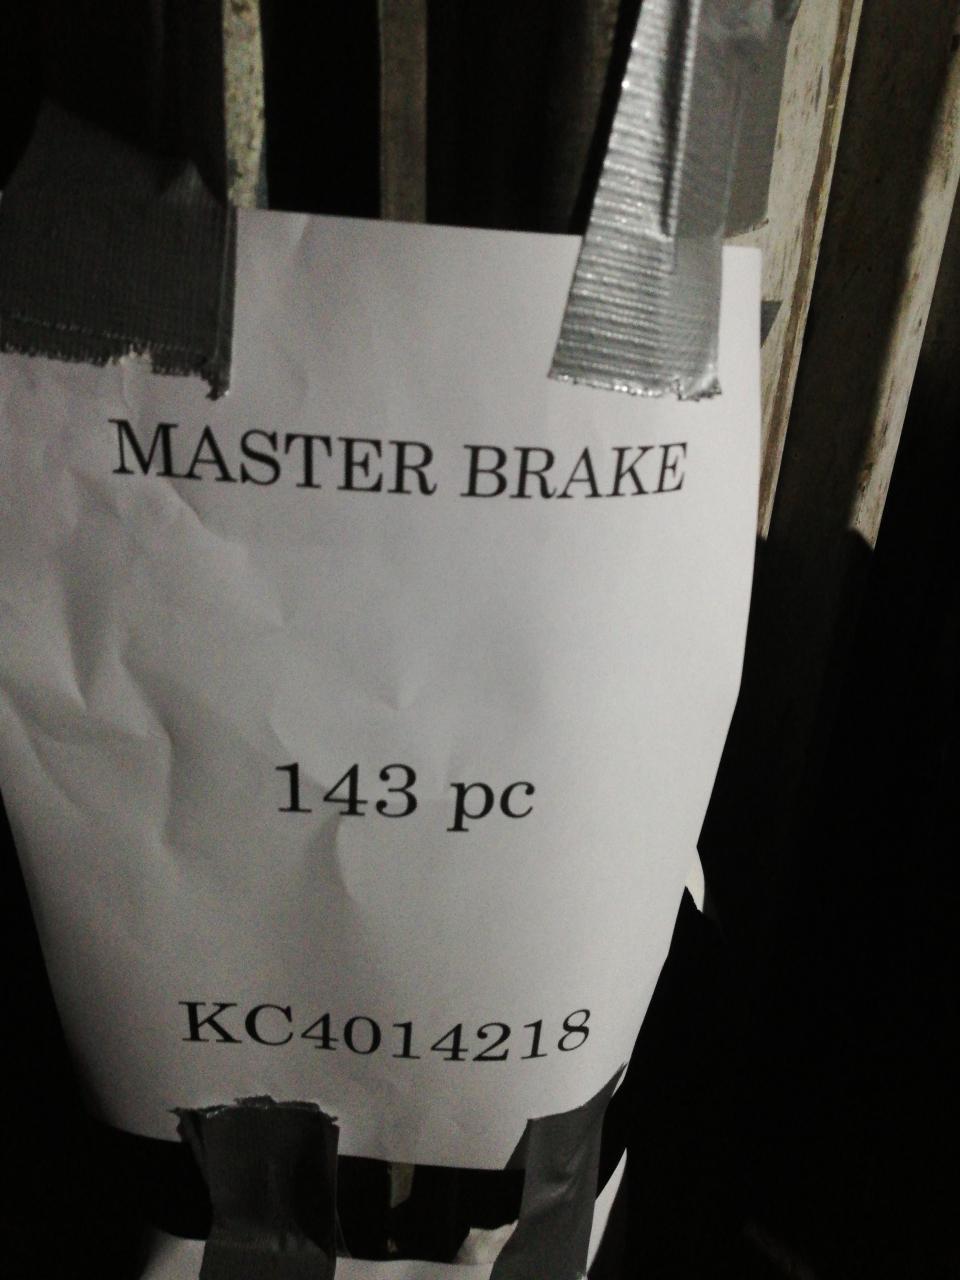 MASTER BRAKE
143 pc
KC4014218